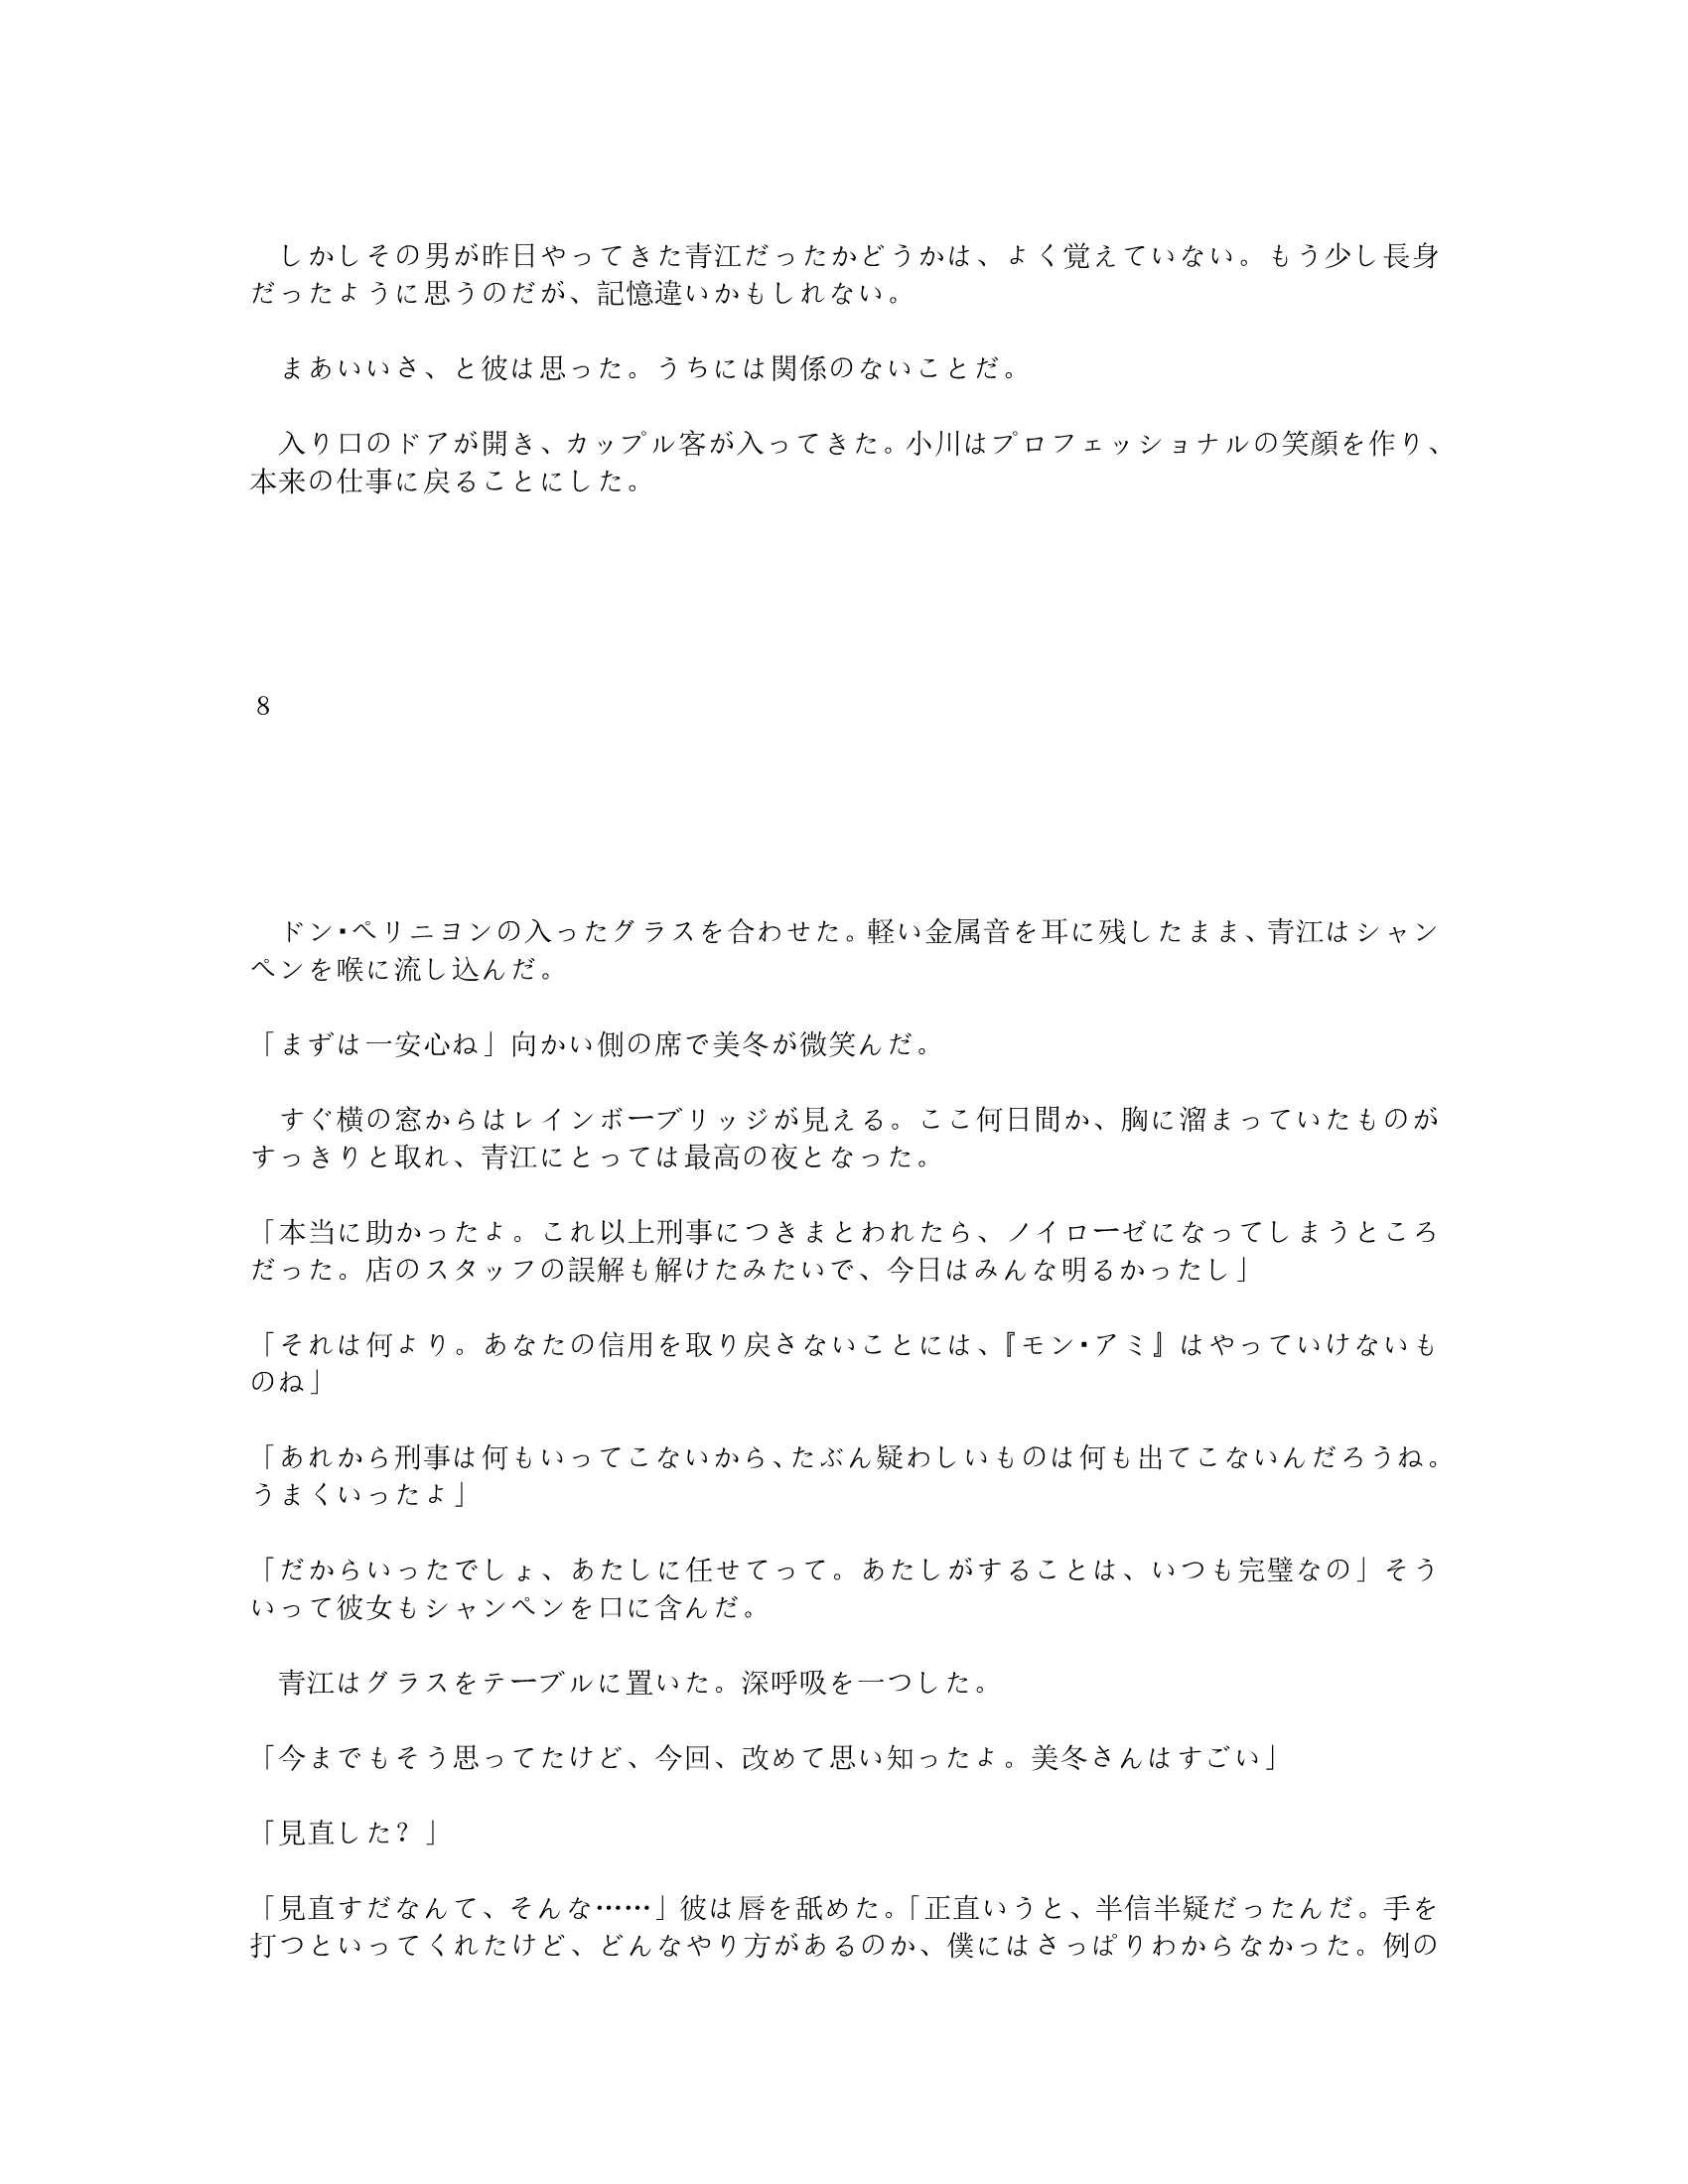 しかしその男が昨日やってきた青江だったかどうかは、よく覚えていない。もう少し長身
だったように思うのだが、記憶違いかもしれない。
まあいいさ、と彼は思った。うちには関係のないことだ。
入り口のドアが開き、カップル客が入ってきた。小川はプロフェッショナルの笑顔を作り、
本来の仕事に戻ることにした。
8
ドン・ペリニヨンの入ったグラスを合わせた。軽い金属音を耳に残したまま、青江はシャン
ペンを喉に流し込んだ。
「まずは一安心ね」向かい側の席で美冬が微笑んだ。
すぐ横の窓からはレインボーブリッジが見える。ここ何日間か、胸に溜まっていたものが
すっきりと取れ、青江にとっては最高の夜となった。
「本当に助かったよ。これ以上刑事につきまとわれたら、ノイローゼになってしまうところ
だった。店のスタッフの誤解も解けたみたいで、今日はみんな明るかったし」
「それは何より。あなたの信用を取り戻さないことには、『モン・アミ』はやっていけないも
のね」
「あれから刑事は何もいってこないから、たぶん疑わしいものは何も出てこないんだろうね。
うまくいったよ」
「だからいったでしょ、あたしに任せてって。あたしがすることは、いつも完璧なの」そう
いって彼女もシャンペンを口に含んだ。
青江はグラスをテーブルに置いた。深呼吸を一つした。
「今までもそう思ってたけど、今回、改めて思い知ったよ。美冬さんはすごい」
「見直した？」
「見直すだなんて、そんな……」彼は唇を舐めた。「正直いうと、半信半疑だったんだ。手を
打つといってくれたけど、どんなやり方があるのか、僕にはさっぱりわからなかった。例の